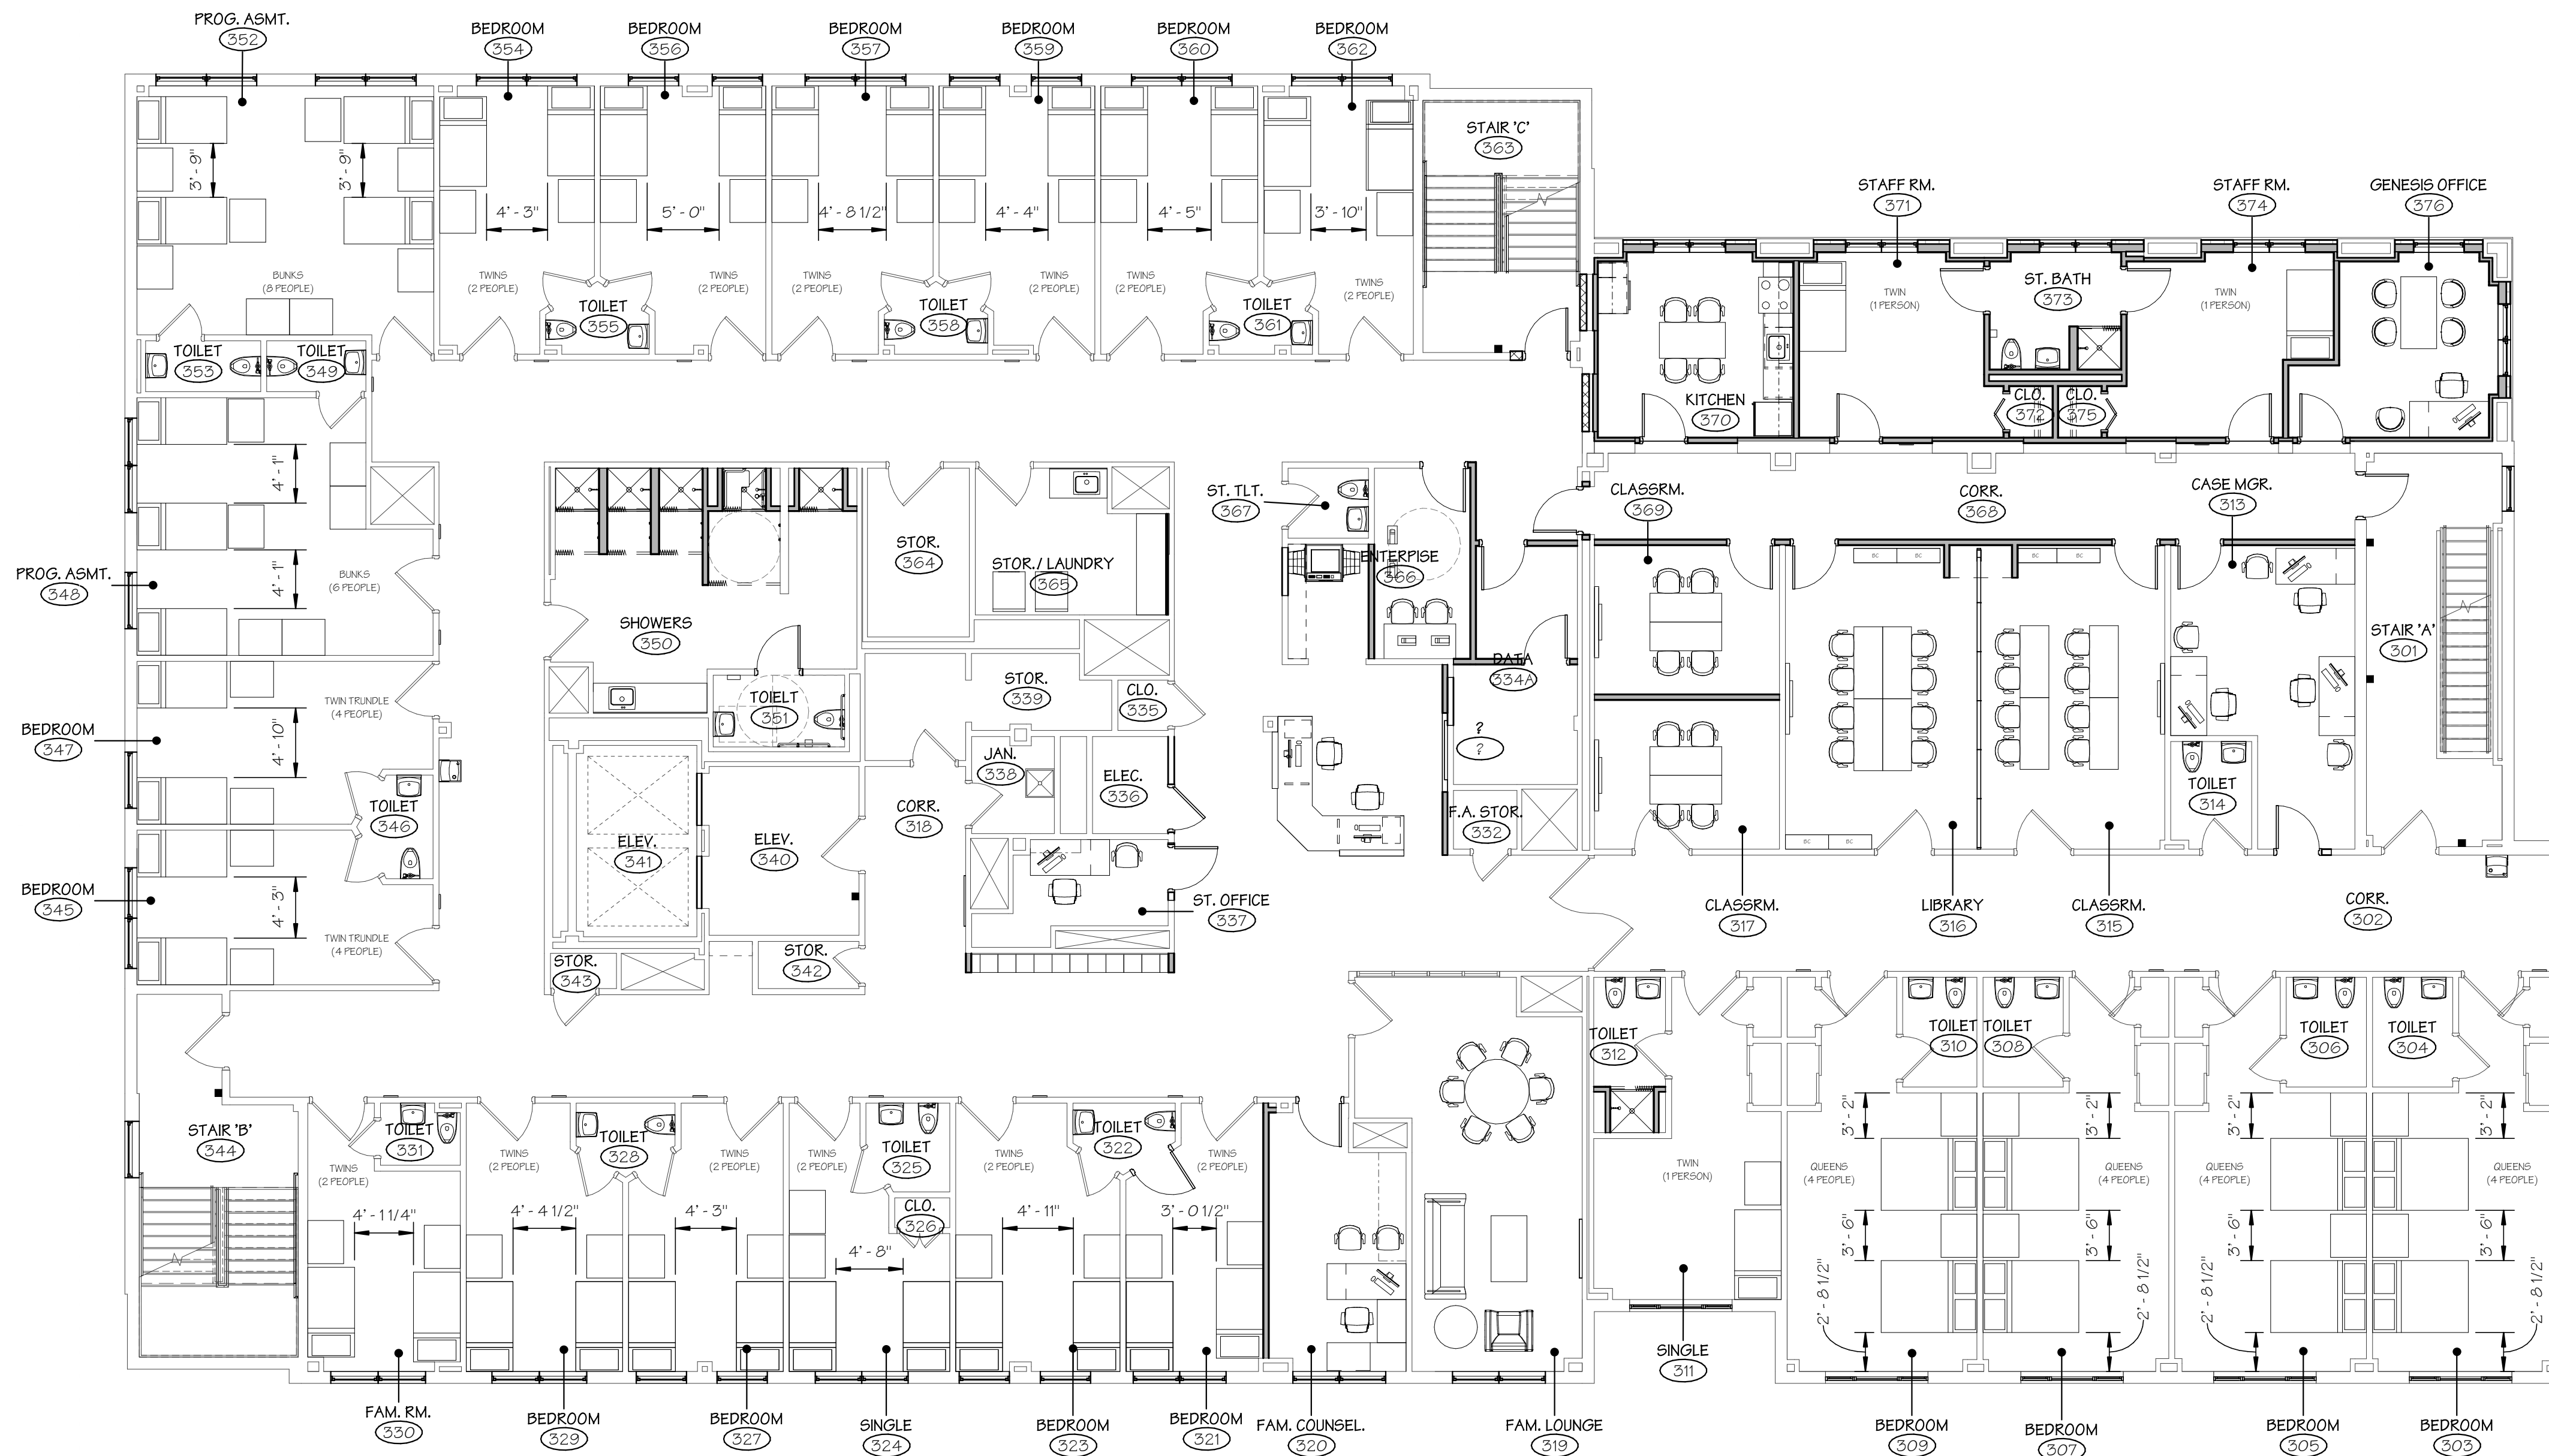 PROG. ASMT.
352
BEDROOM
354
BEDROOM
356
BEDROOM
357
BEDROOM
359
BEDROOM
360
BEDROOM
362
STAIR 'C'
363
3' - 9"
3' - 9"
4' - 3"
5' - 0"
4' - 8 1/2"
4' - 4"
4' - 5"
3' - 10"
STAFF RM.
371
STAFF RM.
374
GENESIS OFFICE
376
BUNKS
(8 PEOPLE)
TWINS
(2 PEOPLE)
TWINS
(2 PEOPLE)
TWINS
(2 PEOPLE)
TWINS
(2 PEOPLE)
TWINS
(2 PEOPLE)
TWINS
(2 PEOPLE)
TOILET
355
TOILET
358
TOILET
361
TWIN
(1 PERSON)
ST. BATH
373
TWIN
(1 PERSON)
TOILET
353
TOILET
349
KITCHEN
370
CLO.
372
CLO.
375
4' - 1"
4' - 1"
BUNKS
(6 PEOPLE)
PROG. ASMT.
348
ST. TLT.
367
CLASSRM.
369
CORR.
368
CASE MGR.
313
STOR.
364
STOR./ LAUNDRY
365
ENTERPISE
366
SHOWERS
350
STAIR 'A'
301
BC
BC
BC
BC
DATA
334A
TWIN TRUNDLE
(4 PEOPLE)
BEDROOM
347
4' - 10"
TOIELT
351
STOR.
339
CLO.
335
?
?
JAN.
338
ELEC.
336
TOILET
346
ELEV.
341
ELEV.
340
CORR.
318
F.A. STOR.
332
TOILET
314
BC
BC
BEDROOM
345
4' - 3"
TWIN TRUNDLE
(4 PEOPLE)
ST. OFFICE
337
CLASSRM.
317
LIBRARY
316
CLASSRM.
315
CORR.
302
STOR.
343
STOR.
342
TOILET
312
TOILET
310
TOILET
308
TOILET
306
TOILET
304
STAIR 'B'
344
TOILET
331
TWINS
(2 PEOPLE)
TWINS
(2 PEOPLE)
TOILET
328
TWINS
(2 PEOPLE)
TWINS
(2 PEOPLE)
TOILET
325
CLO.
326
TWINS
(2 PEOPLE)
TOILET
322
TWINS
(2 PEOPLE)
TWIN
(1 PERSON)
QUEENS
(4 PEOPLE)
QUEENS
(4 PEOPLE)
QUEENS
(4 PEOPLE)
QUEENS
(4 PEOPLE)
3' - 2"
3' - 2"
3' - 2"
3' - 2"
4' - 1 1/4"
4' - 4 1/2"
4' - 3"
4' - 8"
4' - 11"
3' - 0 1/2"
3' - 6"
3' - 6"
3' - 6"
3' - 6"
2' - 8 1/2"
2' - 8 1/2"
2' - 8 1/2"
2' - 8 1/2"
SINGLE
311
FAM. RM.
330
BEDROOM
329
BEDROOM
327
SINGLE
324
BEDROOM
323
BEDROOM
321
FAM. COUNSEL.
320
FAM. LOUNGE
319
BEDROOM
309
BEDROOM
307
BEDROOM
305
BEDROOM
303